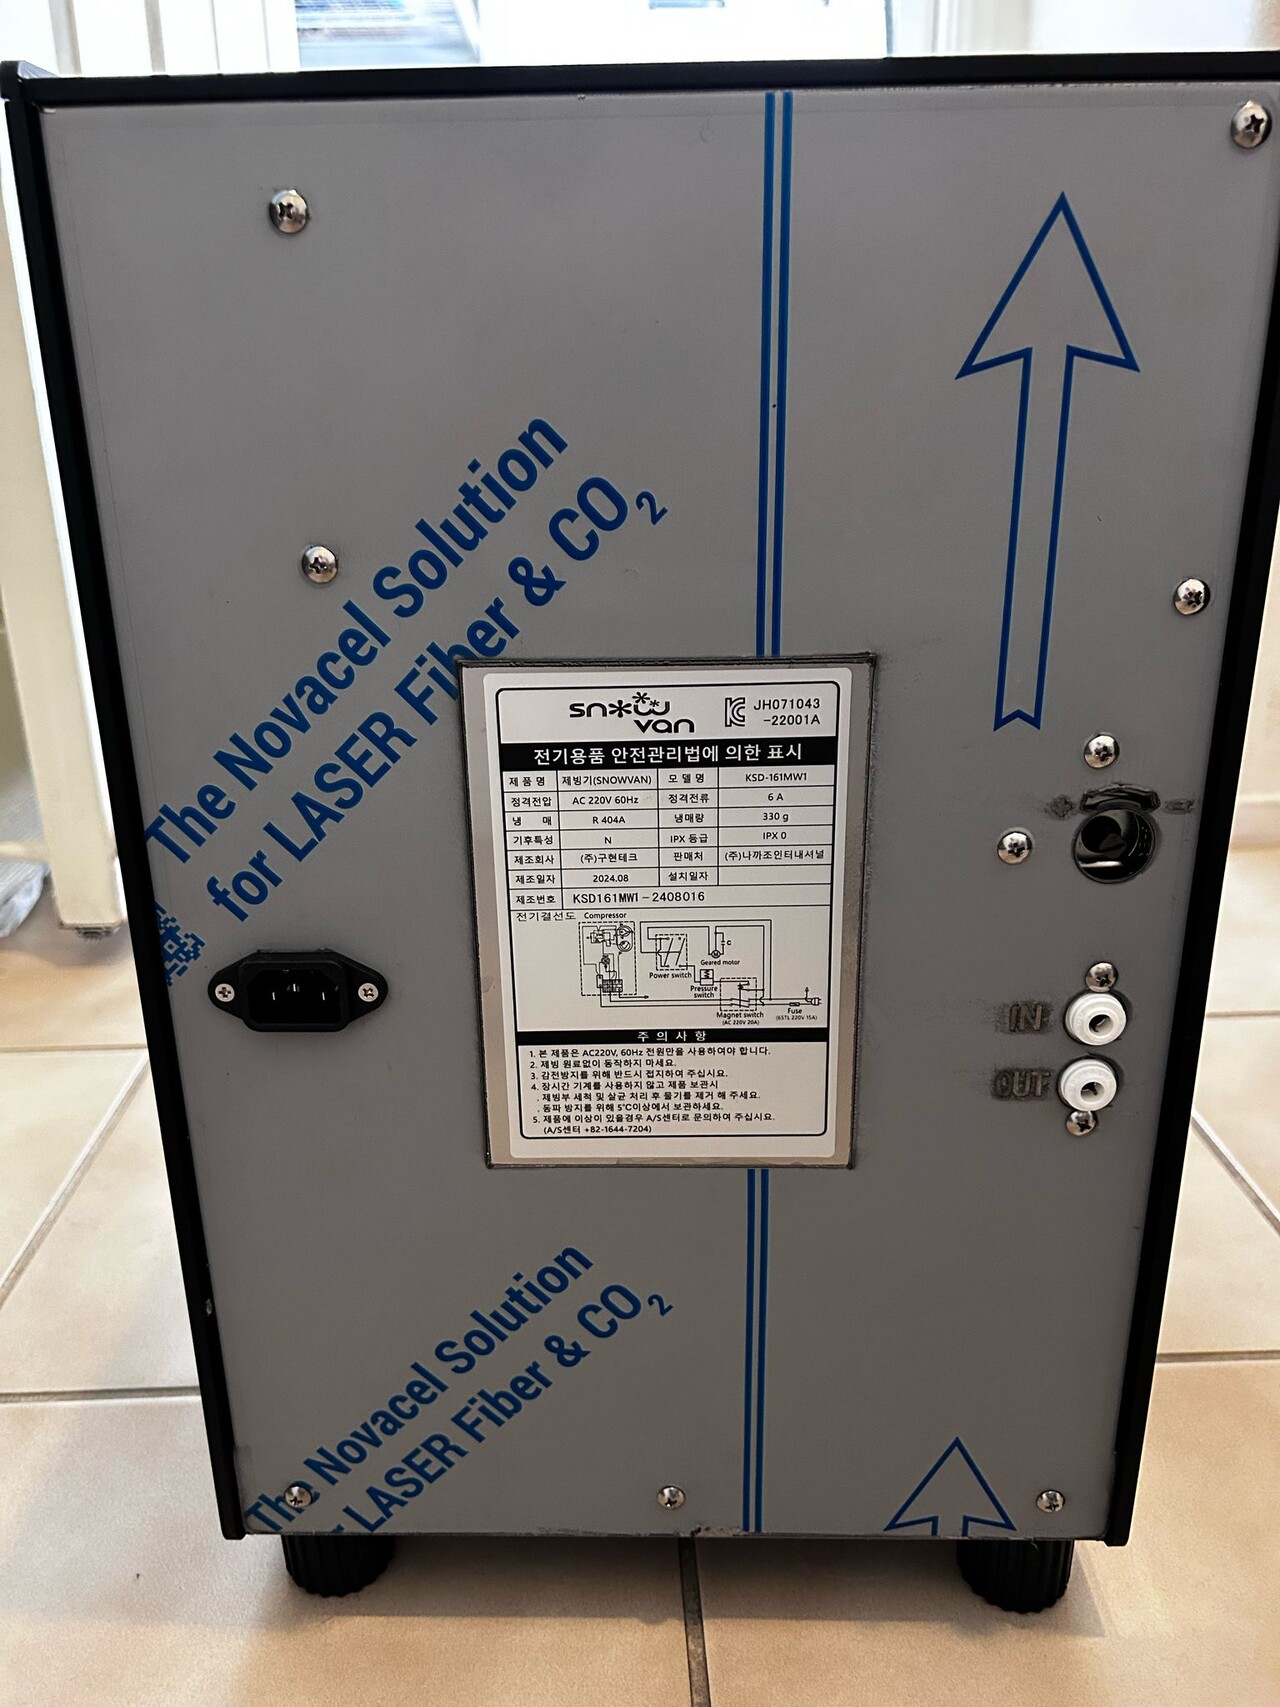 The Novacel Solution
for LASER Fiber & CO₂
snow van
KC JH071043
-22001A
전기용품 안전관리법에 의한 표시
제 품 명 제빙기(SNOWVAN) 모 델 명 KSD-161MW1
정격전압 AC 220V 60Hz 정격전류 6 A
냉 매 R 404A 냉매량 330 g
기후특성 N IPX 등급 IPX 0
제조회사 (주)구현테크 판매처 (주)나까조인터내셔널
제조일자 2024.08 설치일자
제조번호 KSD161MW1-2408016
전기결선도 Compressor
C
Geared motor
Power switch
Pressure switch
Magnet switch
(AC 220V 20A)
Fuse
(65TL 220V 15A)
주 의 사 항
1. 본 제품은 AC220V, 60Hz 전원만을 사용하여야 합니다.
2. 제빙 원료없이 동작하지 마세요.
3. 감전방지를 위해 반드시 접지하여 주십시요.
4. 장시간 기계를 사용하지 않고 제품 보관시
. 제빙부 세척 및 살균 처리 후 물기를 제거 해 주세요.
. 동파 방지를 위해 5℃이상에서 보관하세요.
5. 제품에 이상이 있을경우 A/S센터로 문의하여 주십시요.
(A/S센터 +82-1644-7204)
IN
OUT
The Novacel Solution
LASER Fiber & CO₂